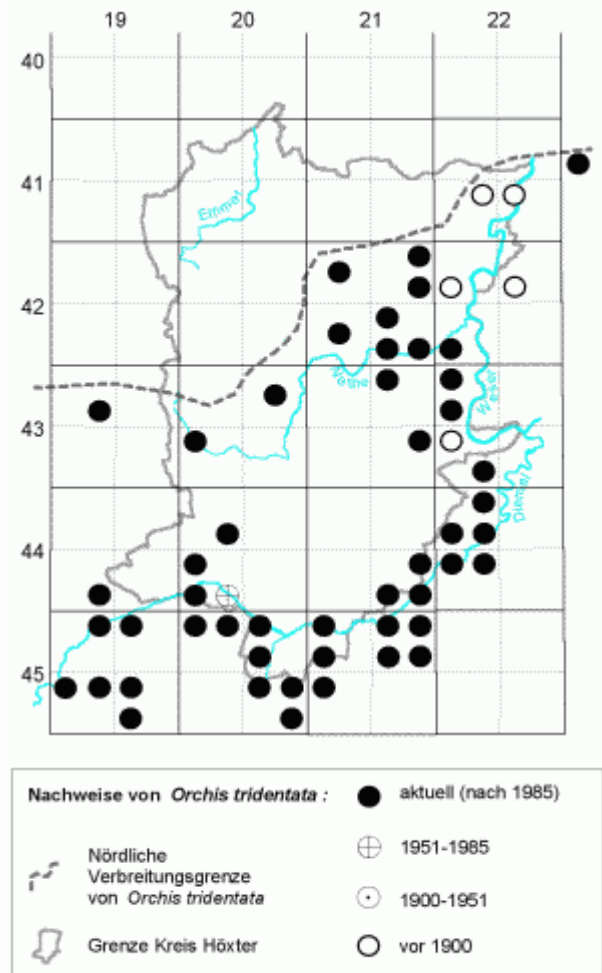 19 20 21 22
40
41
42
43
44
45
Emmer
Nethe
Weser
Diemel
Nachweise von Orchis tridentata :
aktuell (nach 1985)
Nördliche
Verbreitungsgrenze
von Orchis tridentata
1951-1985
1900-1951
Grenze Kreis Höxter
vor 1900